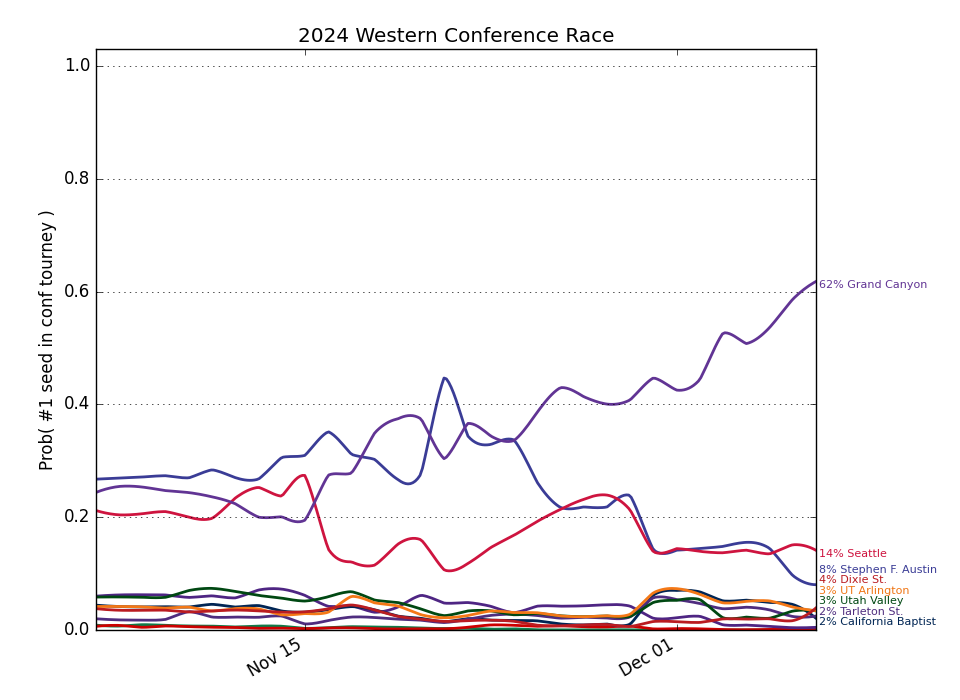 2024 Western Conference Race
Prob( #1 seed in conf tourney )
1.0
0.8
0.6
0.4
0.2
0.0
Nov 15
Dec 01
62% Grand Canyon
14% Seattle
8% Stephen F. Austin
4% Dixie St.
3% UT Arlington
3% Utah Valley
2% Tarleton St.
2% California Baptist